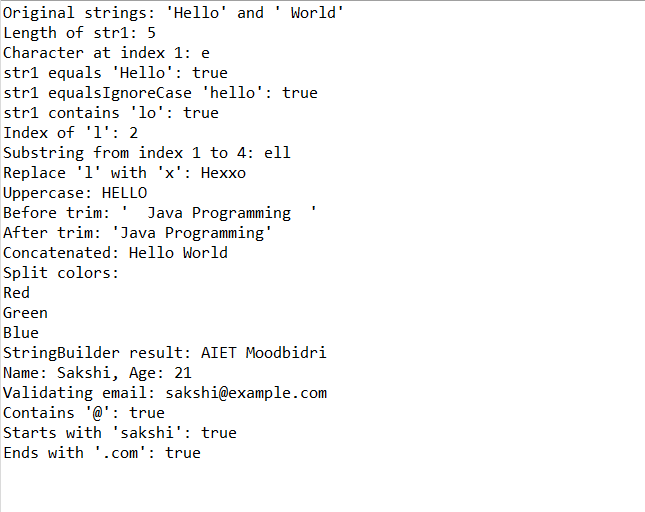 Original strings: 'Hello' and ' World'
Length of str1: 5
Character at index 1: e
str1 equals 'Hello': true
str1 equalsIgnoreCase 'hello': true
str1 contains 'lo': true
Index of 'l': 2
Substring from index 1 to 4: ell
Replace 'l' with 'x': Hexxo
Uppercase: HELLO
Before trim: '  Java Programming  '
After trim: 'Java Programming'
Concatenated: Hello World
Split colors:
Red
Green
Blue
StringBuilder result: AIET Moodbidri
Name: Sakshi, Age: 21
Validating email: sakshi@example.com
Contains '@': true
Starts with 'sakshi': true
Ends with '.com': true